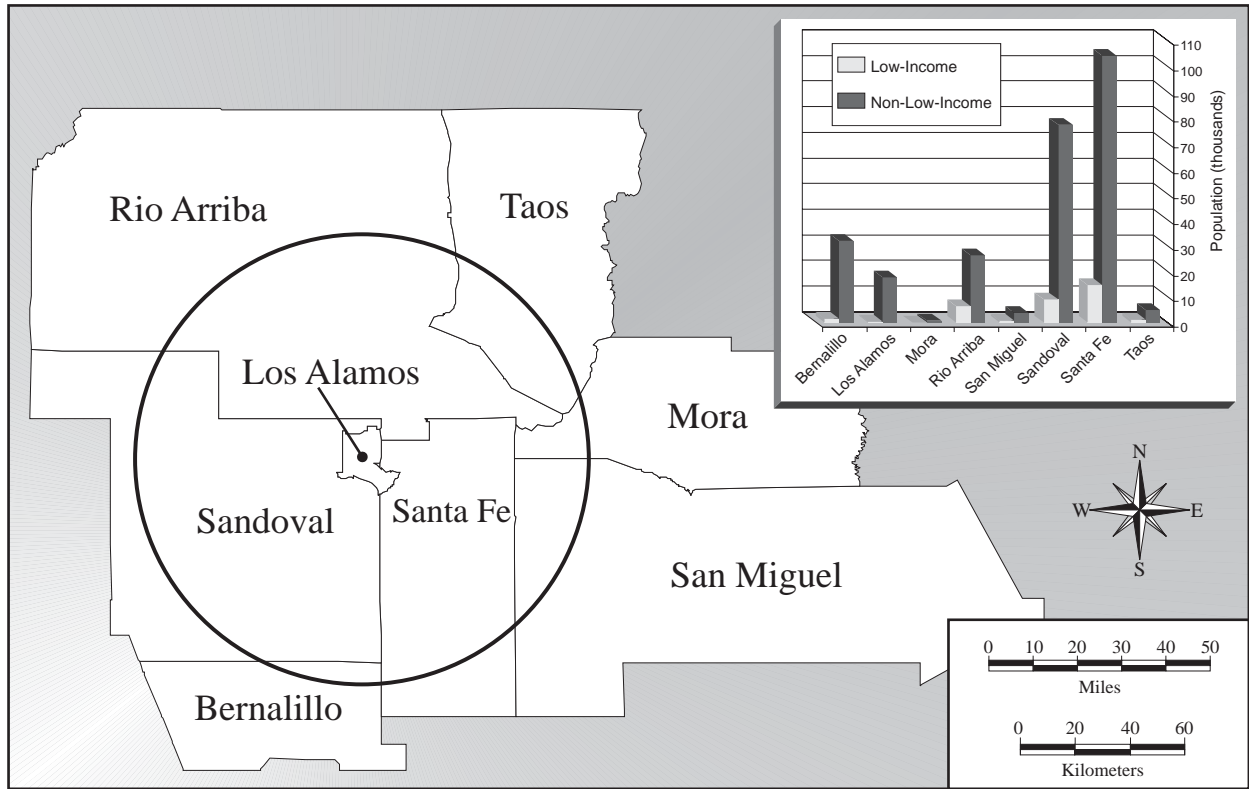 Low-Income
Non-Low-Income
110
100
90
80
70
60
50
40
30
20
10
0
Population (thousands)
Bernalillo
Los Alamos
Mora
Rio Arriba
San Miguel
Sandoval
Santa Fe
Taos
Rio Arriba
Taos
Los Alamos
Mora
Sandoval
Santa Fe
San Miguel
Bernalillo
N
W E
S
0 10 20 30 40 50
Miles
0 20 40 60
Kilometers